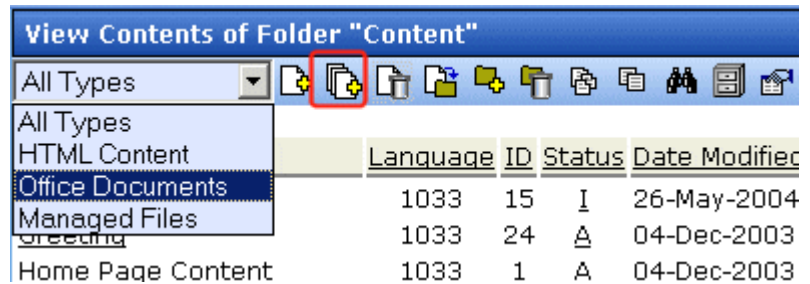 View Contents of Folder "Content"
All Types
All Types
HTML Content
Office Documents
Managed Files
Language ID Status Date Modified
1033 15 I 26-May-2004
Greeting 1033 24 A 04-Dec-2003
Home Page Content 1033 1 A 04-Dec-2003